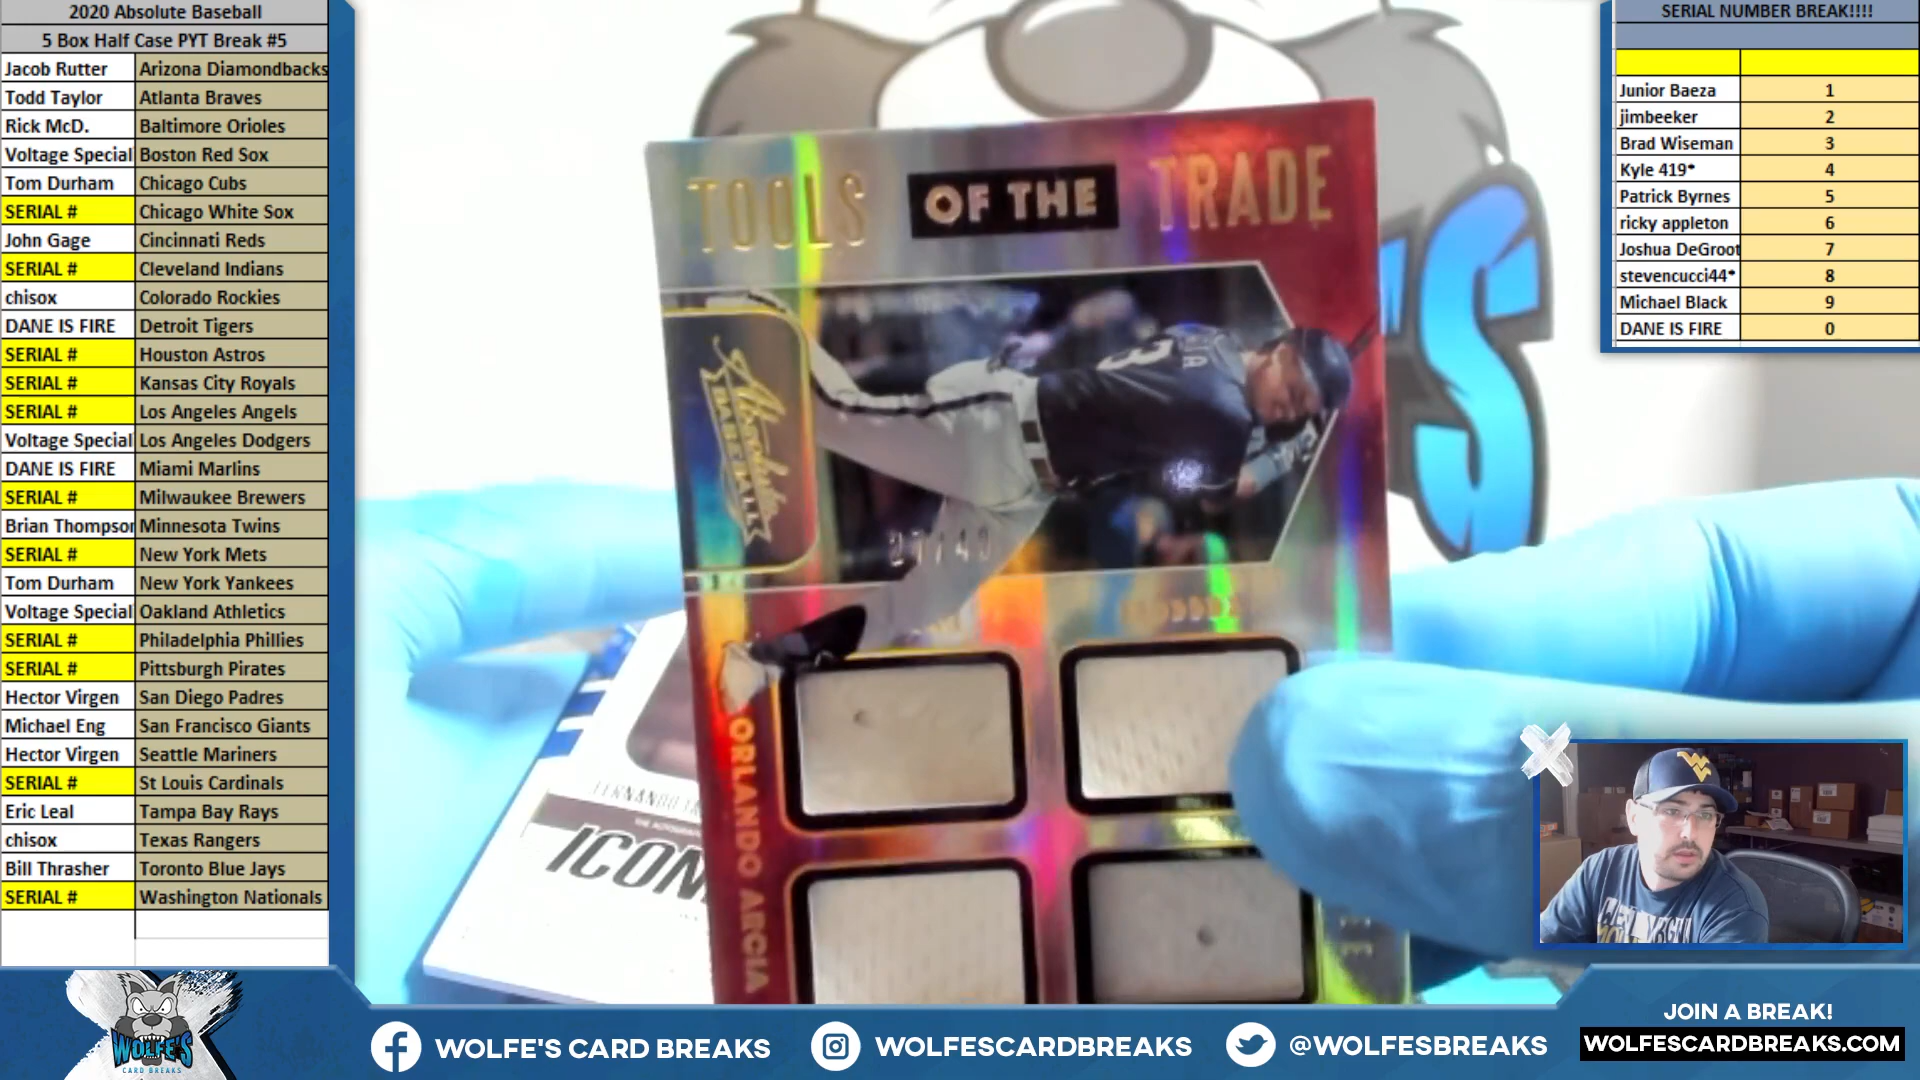 2020 Absolute Baseball
5 Box Half Case PYT Break #5
Jacob Rutter Arizona Diamondbacks
Todd Taylor Atlanta Braves
Rick McD. Baltimore Orioles
Voltage Special Boston Red Sox
Tom Durham Chicago Cubs
SERIAL # Chicago White Sox
John Gage Cincinnati Reds
SERIAL # Cleveland Indians
chisox Colorado Rockies
DANE IS FIRE Detroit Tigers
SERIAL # Houston Astros
SERIAL # Kansas City Royals
SERIAL # Los Angeles Angels
Voltage Special Los Angeles Dodgers
DANE IS FIRE Miami Marlins
SERIAL # Milwaukee Brewers
Brian Thompson Minnesota Twins
SERIAL # New York Mets
Tom Durham New York Yankees
Voltage Special Oakland Athletics
SERIAL # Philadelphia Phillies
SERIAL # Pittsburgh Pirates
Hector Virgen San Diego Padres
Michael Eng San Francisco Giants
Hector Virgen Seattle Mariners
SERIAL # St Louis Cardinals
Eric Leal Tampa Bay Rays
chisox Texas Rangers
Bill Thrasher Toronto Blue Jays
SERIAL # Washington Nationals
TOOLS OF THE TRADE
Absolute
BASEBALL
3
ORLANDO ARCIA
FERNANDO
ICON
'S
SERIAL NUMBER BREAK!!!!
Junior Baeza 1
jimbeeker 2
Brad Wiseman 3
Kyle 419* 4
Patrick Byrnes 5
ricky appleton 6
Joshua DeGroot 7
stevencucci44* 8
Michael Black 9
DANE IS FIRE 0
WV
WOLFE'S
CARD BREAKS
WOLFE'S CARD BREAKS
WOLFESCARDBREAKS
@WOLFESBREAKS
JOIN A BREAK!
WOLFESCARDBREAKS.COM